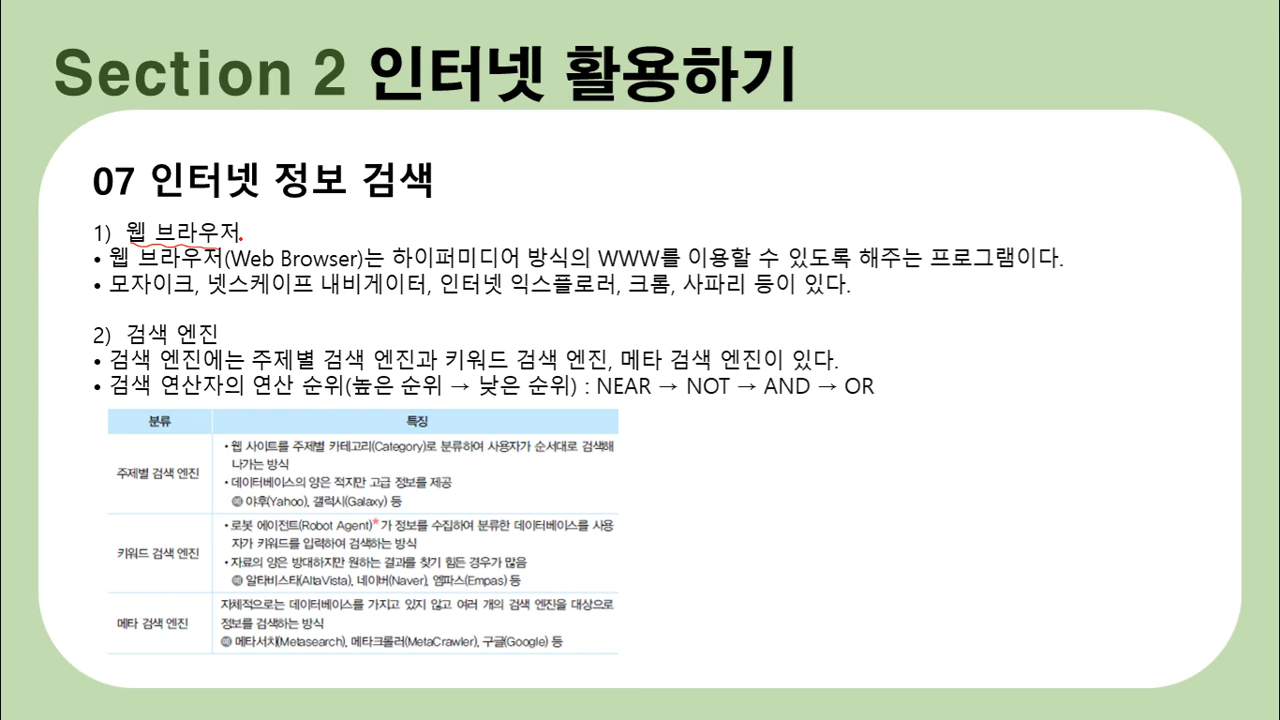 Section 2 인터넷 활용하기
07 인터넷 정보 검색
1) 웹 브라우저
• 웹 브라우저(Web Browser)는 하이퍼미디어 방식의 WWW를 이용할 수 있도록 해주는 프로그램이다.
• 모자이크, 넷스케이프 내비게이터, 인터넷 익스플로러, 크롬, 사파리 등이 있다.
2) 검색 엔진
• 검색 엔진에는 주제별 검색 엔진과 키워드 검색 엔진, 메타 검색 엔진이 있다.
• 검색 연산자의 연산 순위(높은 순위 → 낮은 순위) : NEAR → NOT → AND → OR
분류 특징
주제별 검색 엔진
• 웹 사이트를 주제별 카테고리(Category)로 분류하여 사용자가 순서대로 검색해
나가는 방식
• 데이터베이스의 양은 적지만 고급 정보를 제공
예 야후(Yahoo), 갤럭시(Galaxy) 등
키워드 검색 엔진
• 로봇 에이전트(Robot Agent)*가 정보를 수집하여 분류한 데이터베이스를 사용
자가 키워드를 입력하여 검색하는 방식
• 자료의 양은 방대하지만 원하는 결과를 찾기 힘든 경우가 많음
예 알타비스타(AltaVista), 네이버(Naver), 엠파스(Empas) 등
메타 검색 엔진
자체적으로는 데이터베이스를 가지고 있지 않고 여러 개의 검색 엔진을 대상으로
정보를 검색하는 방식
예 메타서치(Metasearch), 메타크롤러(MetaCrawler), 구글(Google) 등